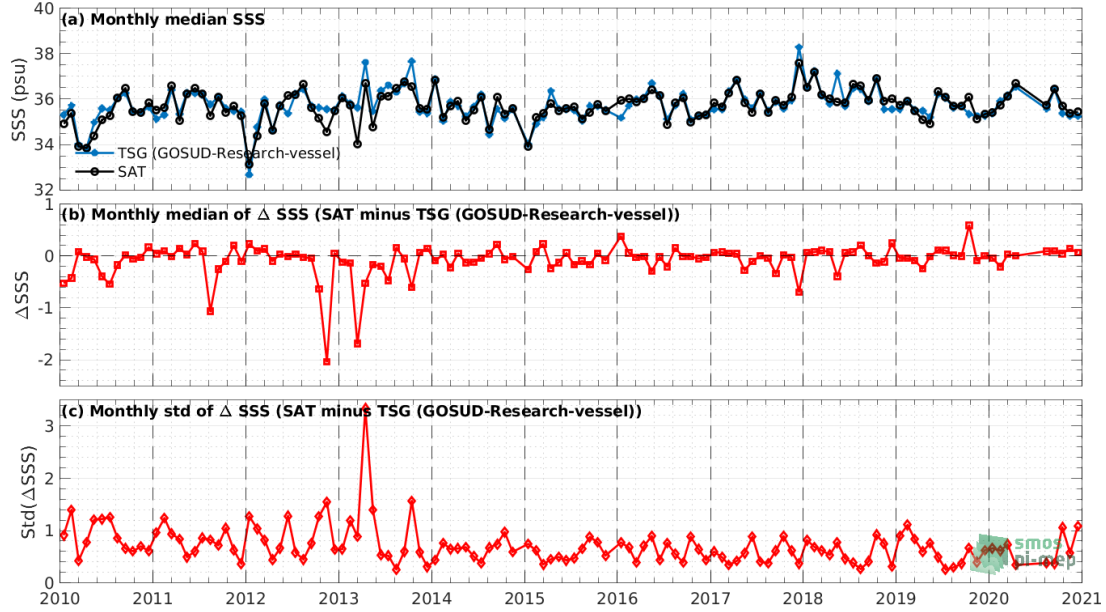 (a) Monthly median SSS
40
38
36
34
32
SSS (psu)
TSG (GOSUD-Research-vessel)
SAT
(b) Monthly median of Δ SSS (SAT minus TSG (GOSUD-Research-vessel))
1
0
-1
-2
ΔSSS
(c) Monthly std of Δ SSS (SAT minus TSG (GOSUD-Research-vessel))
3
2
1
0
Std(ΔSSS)
smos
pi-mep
2010 2011 2012 2013 2014 2015 2016 2017 2018 2019 2020 2021